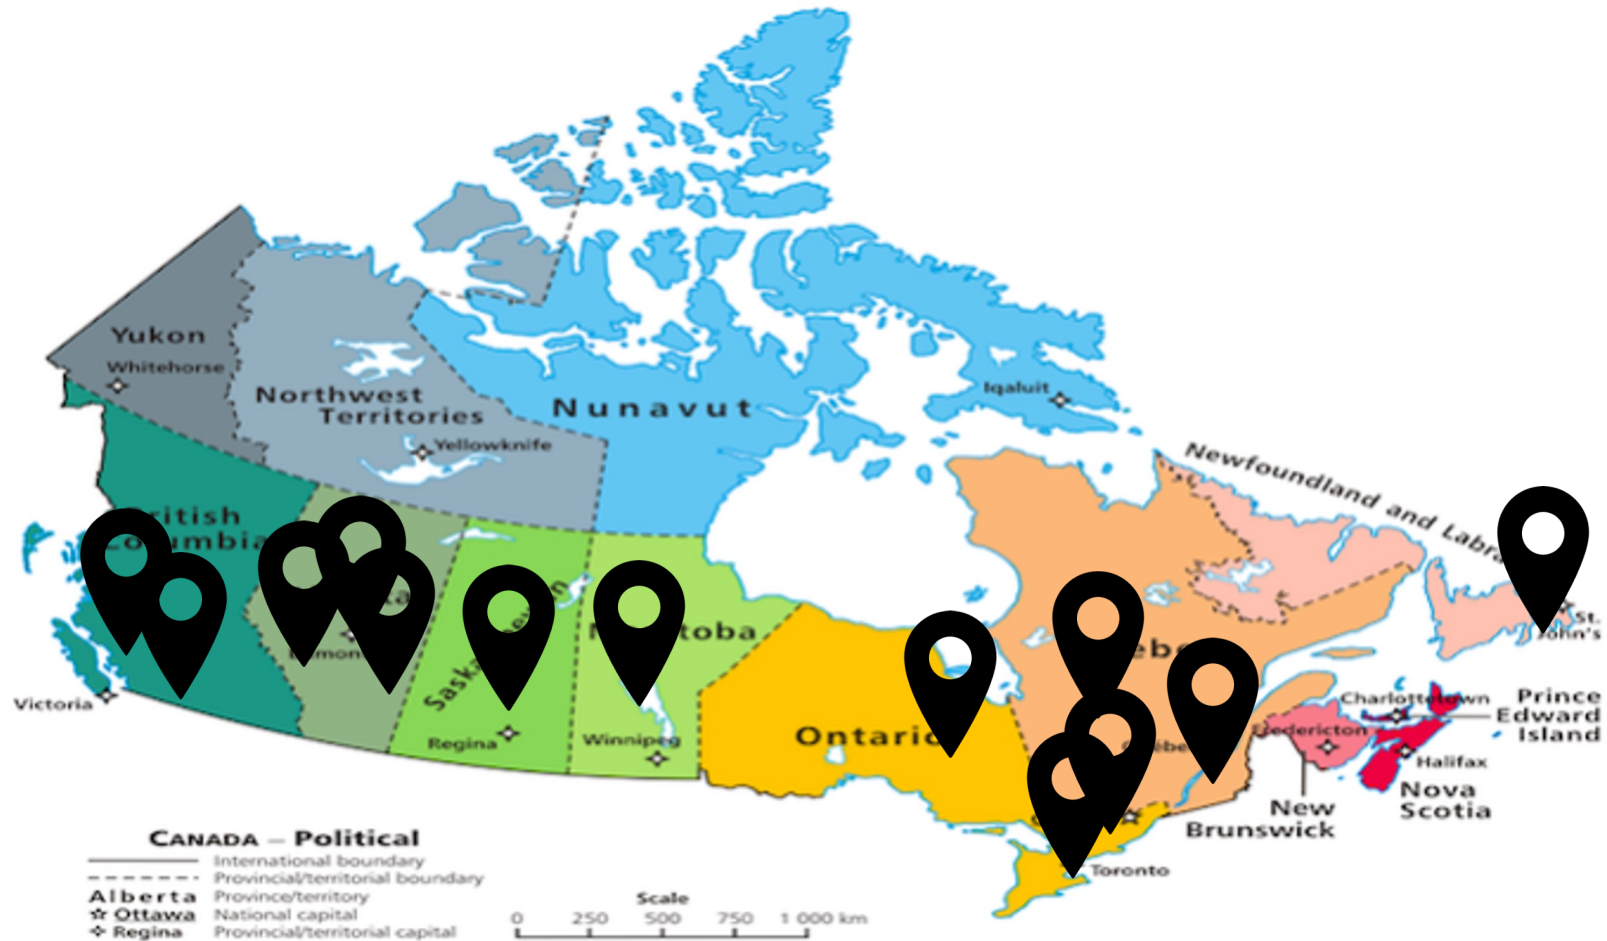 Yukon
Whitehorse
Northwest
Territories
Yellowknife
Nunavut
Iqaluit
Newfoundland and
St.
John's
Victoria
Regina
Winnipeg
Charlottetown
Prince
Edward
Island
Fredericton
Halifax
Nova
Scotia
New
Brunswick
Toronto
CANADA – Political
International boundary
Provincial/territorial boundary
Alberta Province/territory
Ottawa National capital
Regina Provincial/territorial capital
Scale
0 250 500 750 1 000 km